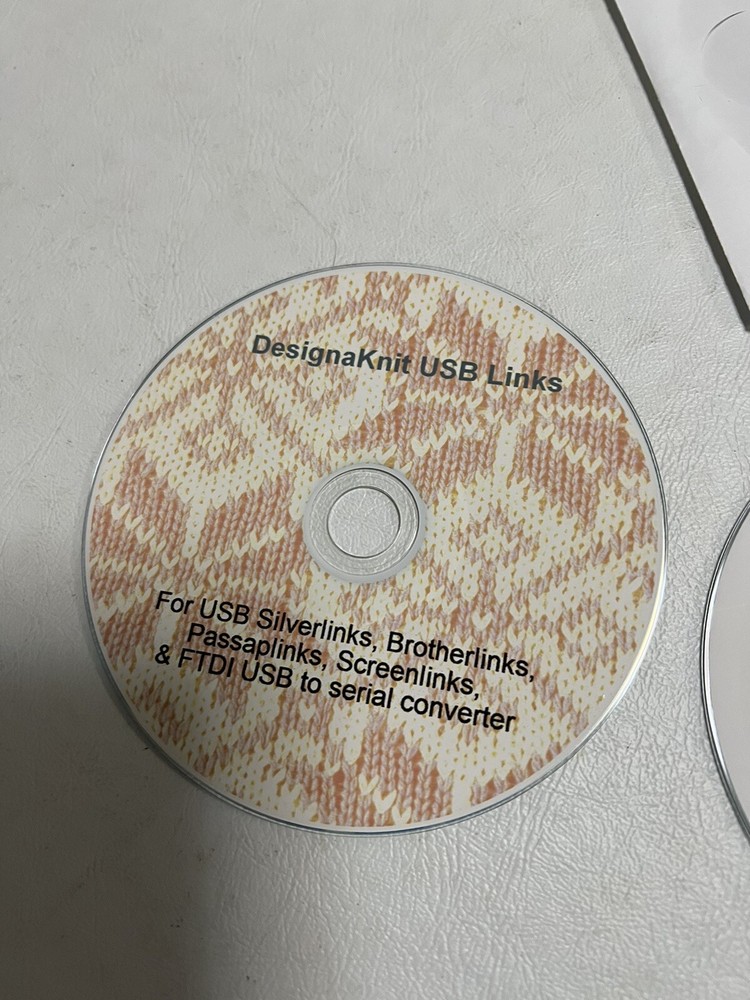 DesignaKnit USB Links
For USB Silverlinks, Brotherlinks,
Passaplinks, Screenlinks,
& FTDI USB to serial converter